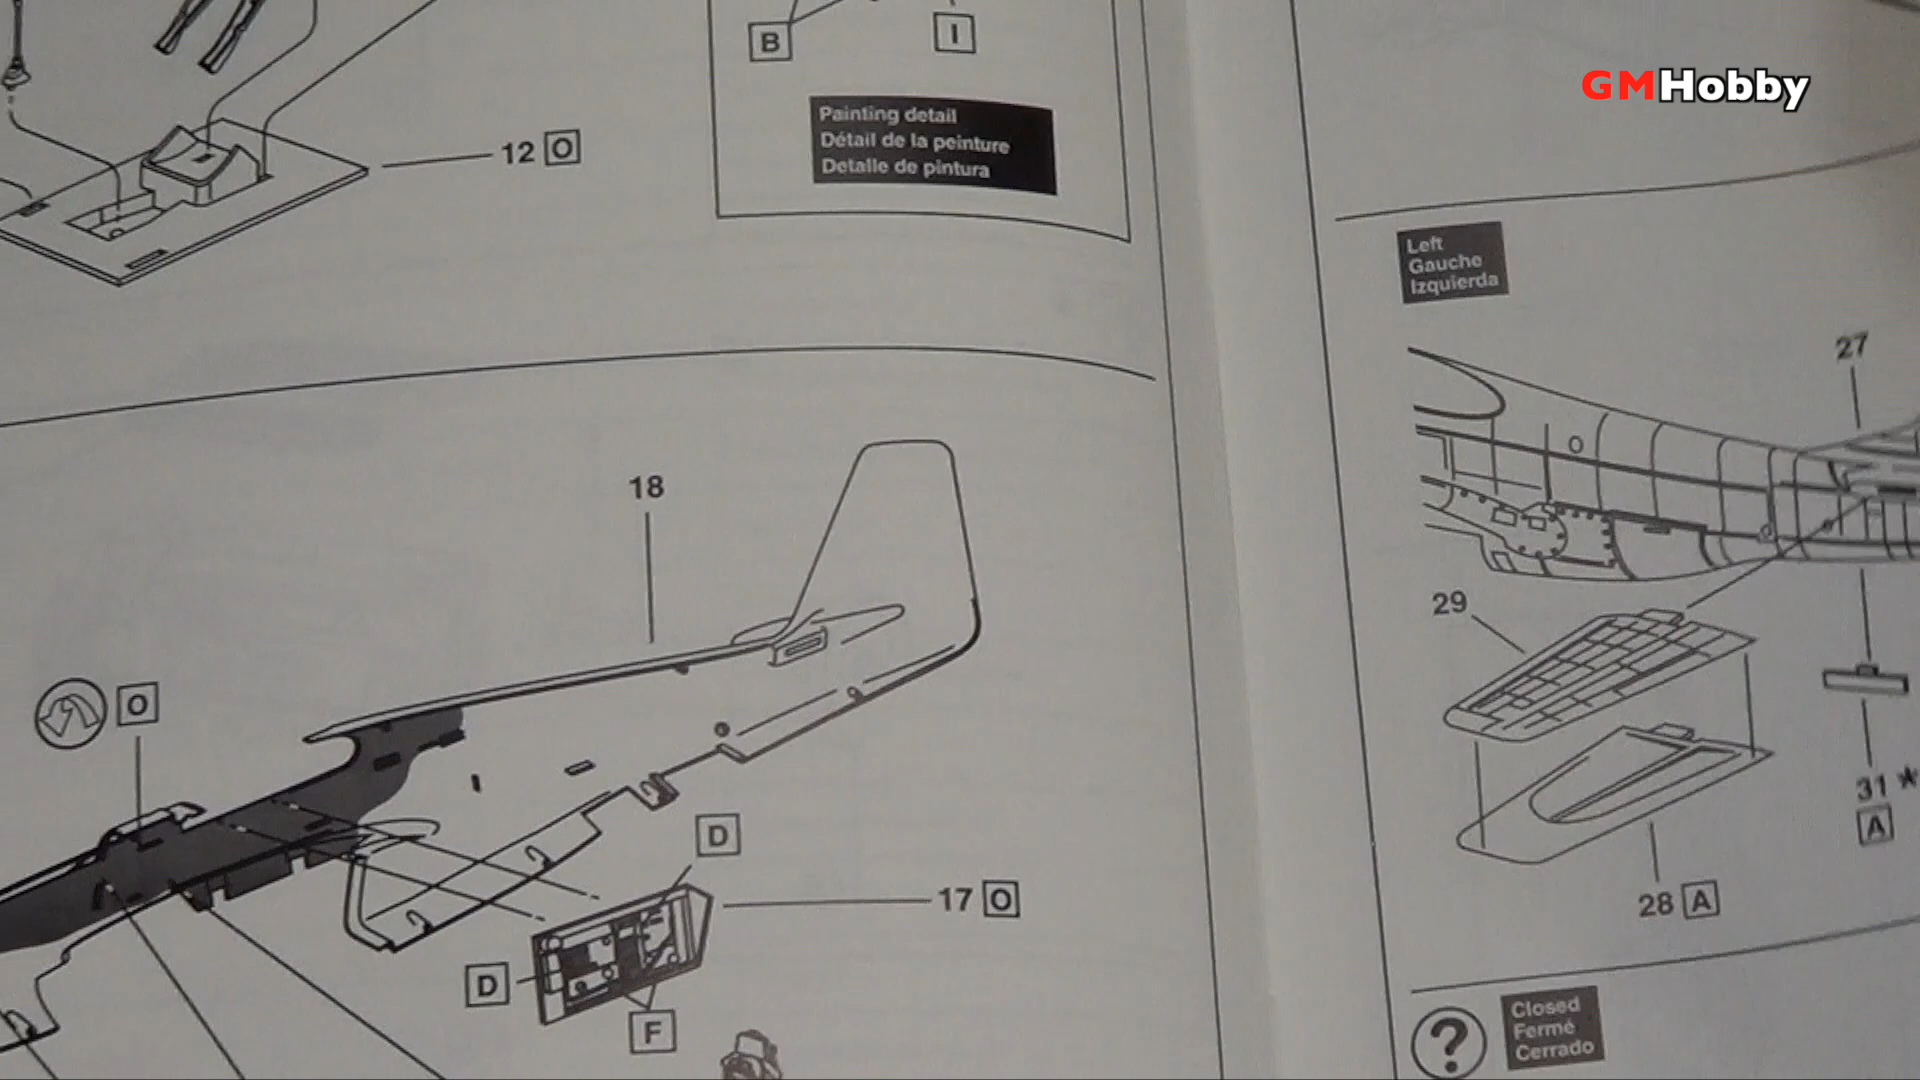 GMHobby
B
I
Painting detail
Détail de la peinture
Detalle de pintura
12 O
Left
Gauche
Izquierda
27
18
29
O
31 *
A
D
17 O
28 A
D
F
?
Closed
Fermé
Cerrado